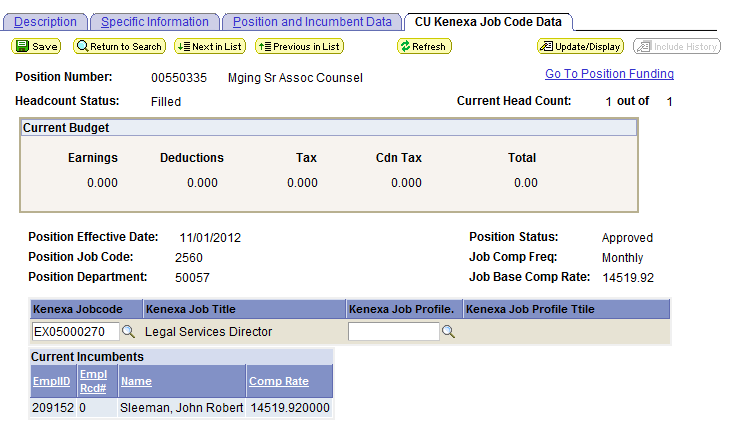 Description Specific Information Position and Incumbent Data CU Kenexa Job Code Data
Save Return to Search Next in List Previous in List Refresh Update/Display Include History
Position Number: 00550335 Mging Sr Assoc Counsel Go To Position Funding
Headcount Status: Filled Current Head Count: 1 out of 1
Current Budget
Earnings Deductions Tax Cdn Tax Total
0.000 0.000 0.000 0.000 0.00
Position Effective Date: 11/01/2012 Position Status: Approved
Position Job Code: 2560 Job Comp Freq: Monthly
Position Department: 50057 Job Base Comp Rate: 14519.92
Kenexa Jobcode Kenexa Job Title Kenexa Job Profile. Kenexa Job Profile Ttile
EX05000270 Legal Services Director
Current Incumbents
EmplID Empl Rcd# Name Comp Rate
209152 0 Sleeman, John Robert 14519.920000